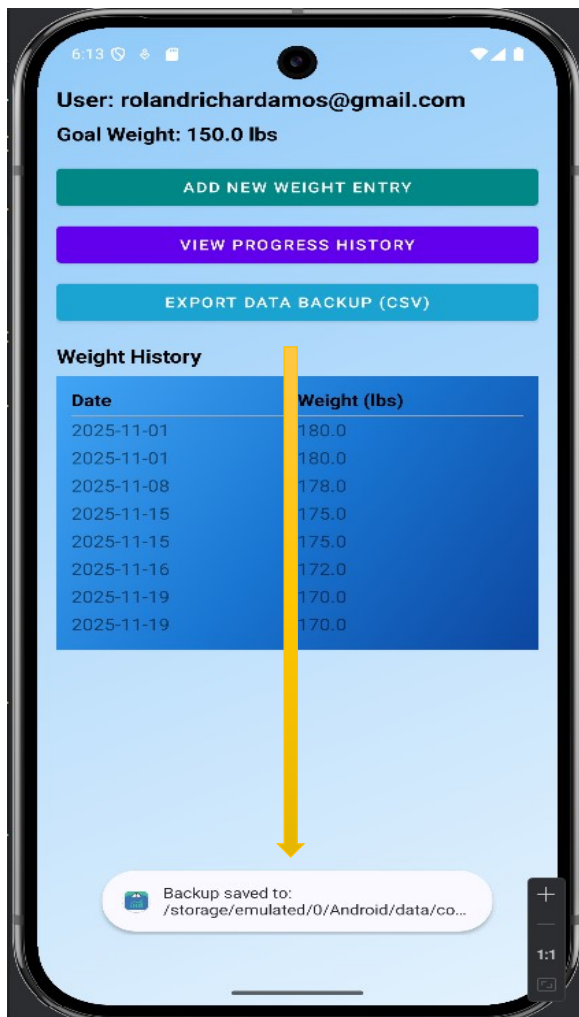 6:13
User: rolandrichardamos@gmail.com
Goal Weight: 150.0 lbs
ADD NEW WEIGHT ENTRY
VIEW PROGRESS HISTORY
EXPORT DATA BACKUP (CSV)
Weight History
Date Weight (lbs)
2025-11-01 180.0
2025-11-01 180.0
2025-11-08 178.0
2025-11-15 175.0
2025-11-15 175.0
2025-11-16 172.0
2025-11-19 170.0
2025-11-19 170.0
Backup saved to:
/storage/emulated/0/Android/data/co...
1:1